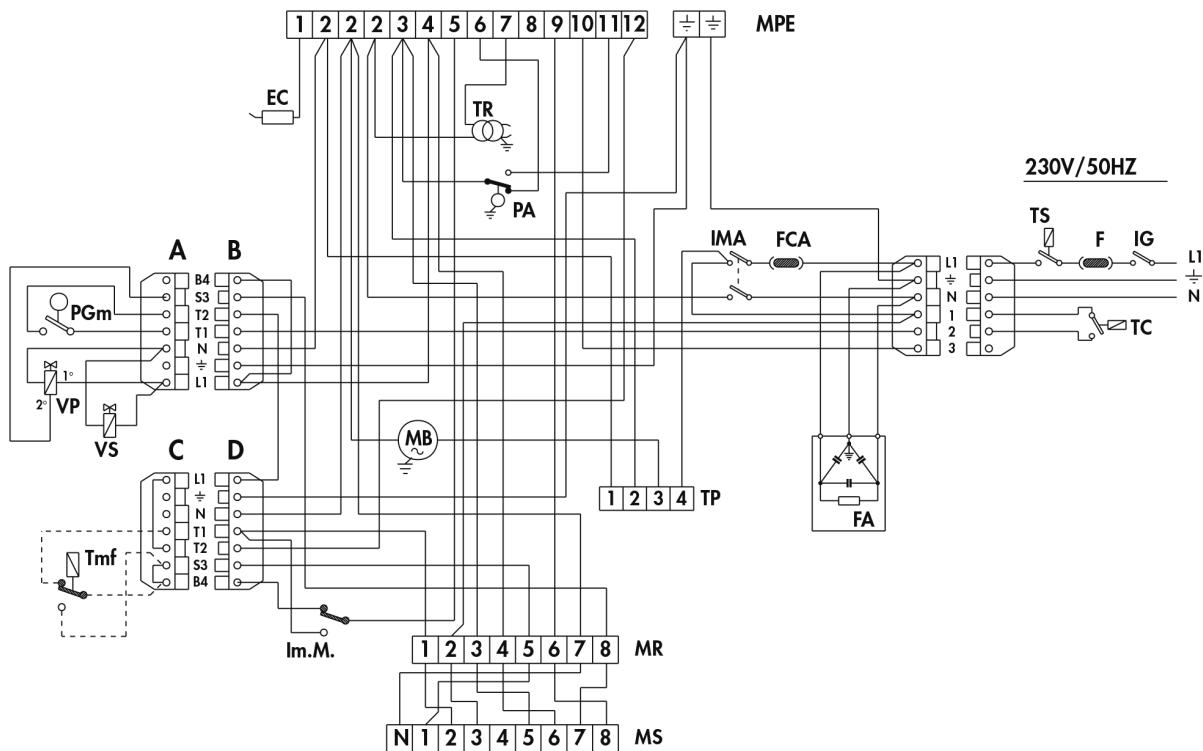 1 2 2 2 3 4 5 6 7 8 9 10 11 12 MPE
EC
TR
PA
230V/50HZ
TS F IG
IMA FCA
L1
N
A B
B4
S3
T2
T1
N
L1
PGm
1°
2° VP
VS
L1
N
1
2
3
TC
MB
C D
L1
N
T1
T2
S3
B4
Tmf
1 2 3 4 TP
FA
Im.M.
1 2 3 4 5 6 7 8 MR
N 1 2 3 4 5 6 7 8 MS